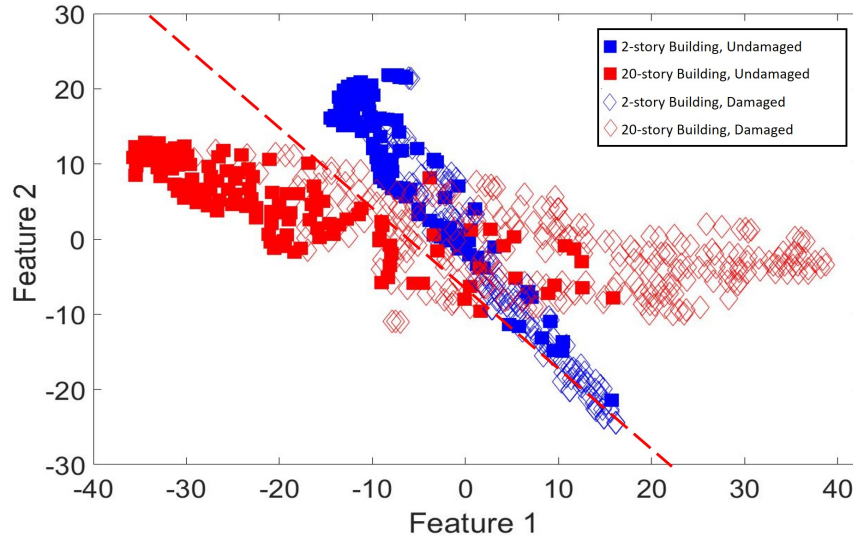 30
20
10
0
-10
-20
-30
Feature 2
2-story Building, Undamaged
20-story Building, Undamaged
2-story Building, Damaged
20-story Building, Damaged
-40 -30 -20 -10 0 10 20 30 40
Feature 1